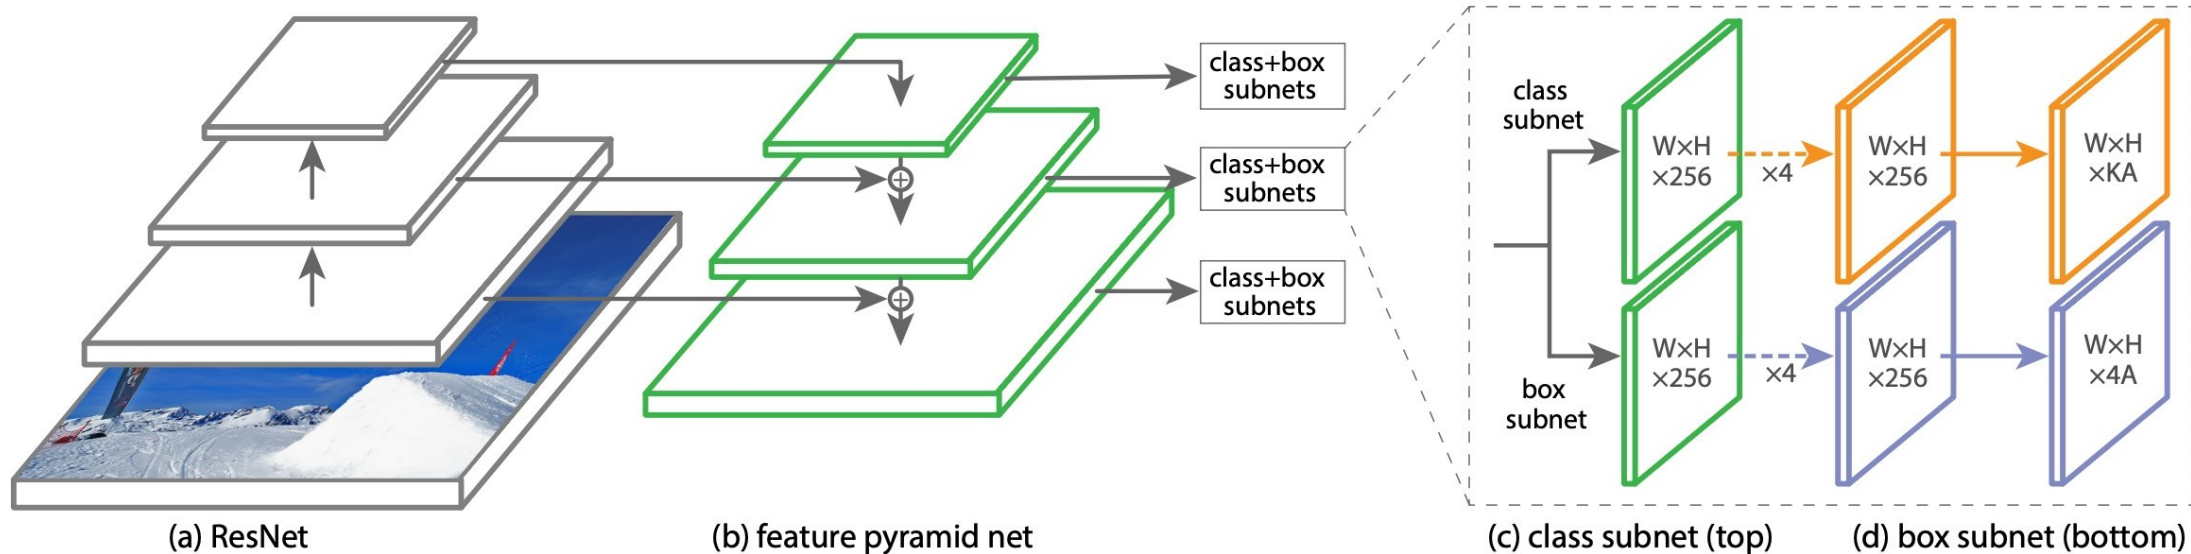 class+box
subnets
class+box
subnets
class+box
subnets
class
subnet
W×H
×256
×4
W×H
×256
W×H
×KA
box
subnet
W×H
×256
×4
W×H
×256
W×H
×4A
(a) ResNet
(b) feature pyramid net
(c) class subnet (top)
(d) box subnet (bottom)